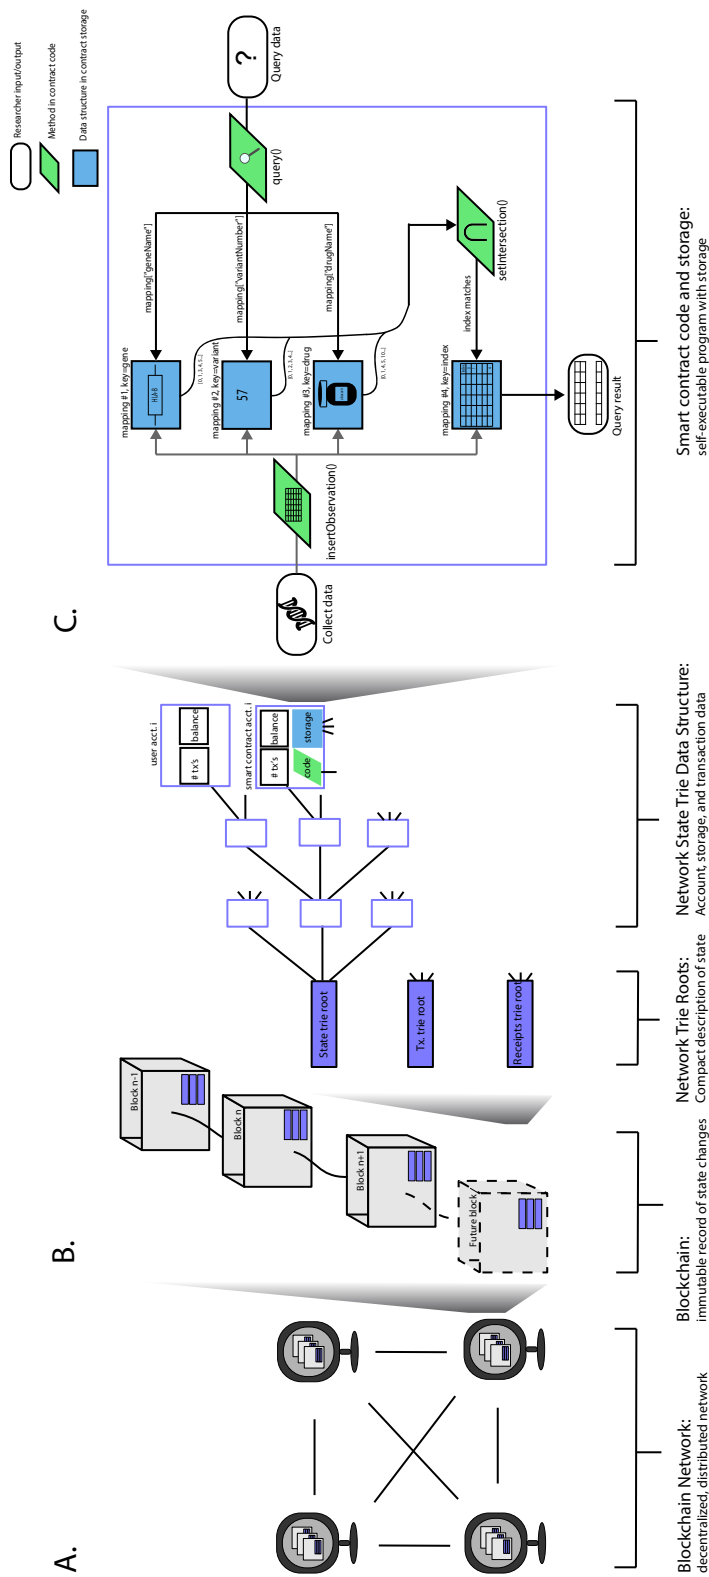 A.
Blockchain Network:
decentralized, distributed network
B.
Block n-1
Block n
Block n+1
Future block
Blockchain:
immutable record of state changes
State trie root
Tx. trie root
Receipts trie root
Network Trie Roots:
Compact description of state
user acct. i
# tx's
balance
smart contract acct. i
# tx's
balance
code
storage
Network State Trie Data Structure:
Account, storage, and transaction data
C.
Researcher input/output
Method in contract code
Data structure in contract storage
Collect data
insertObservation()
mapping #1, key=gene
mapping["geneName"]
mapping #2, key=variant
57
mapping["variantNumber"]
mapping #3, key=drug
mapping["drugName"]
mapping #4, key=index
index matches
setIntersection()
query()
?
Query data
Query result
Smart contract code and storage:
self-executable program with storage